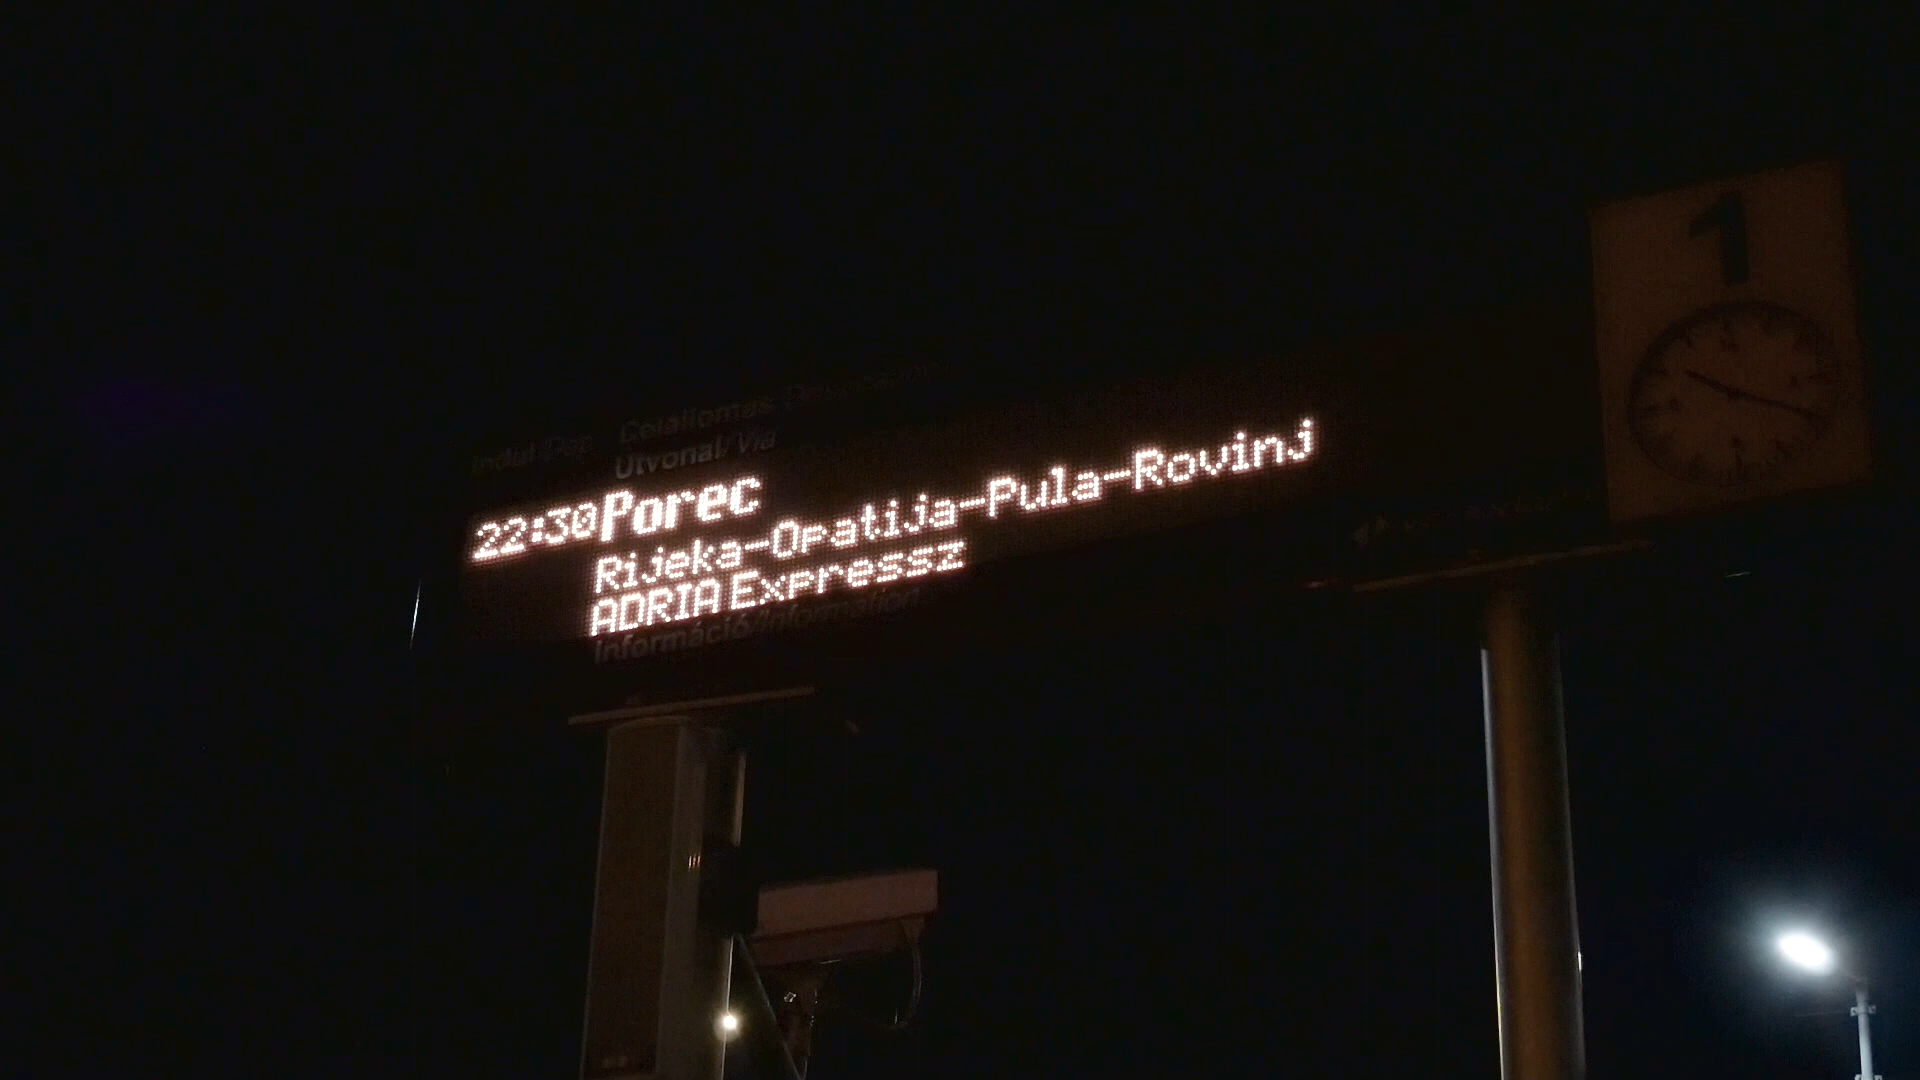 1
Indul/Dep. Célállomás/Destination
Útvonal/Via
22:30 Porec
Rijeka-Opatija-Pula-Rovinj
ADRIA Expressz
Információ/Information